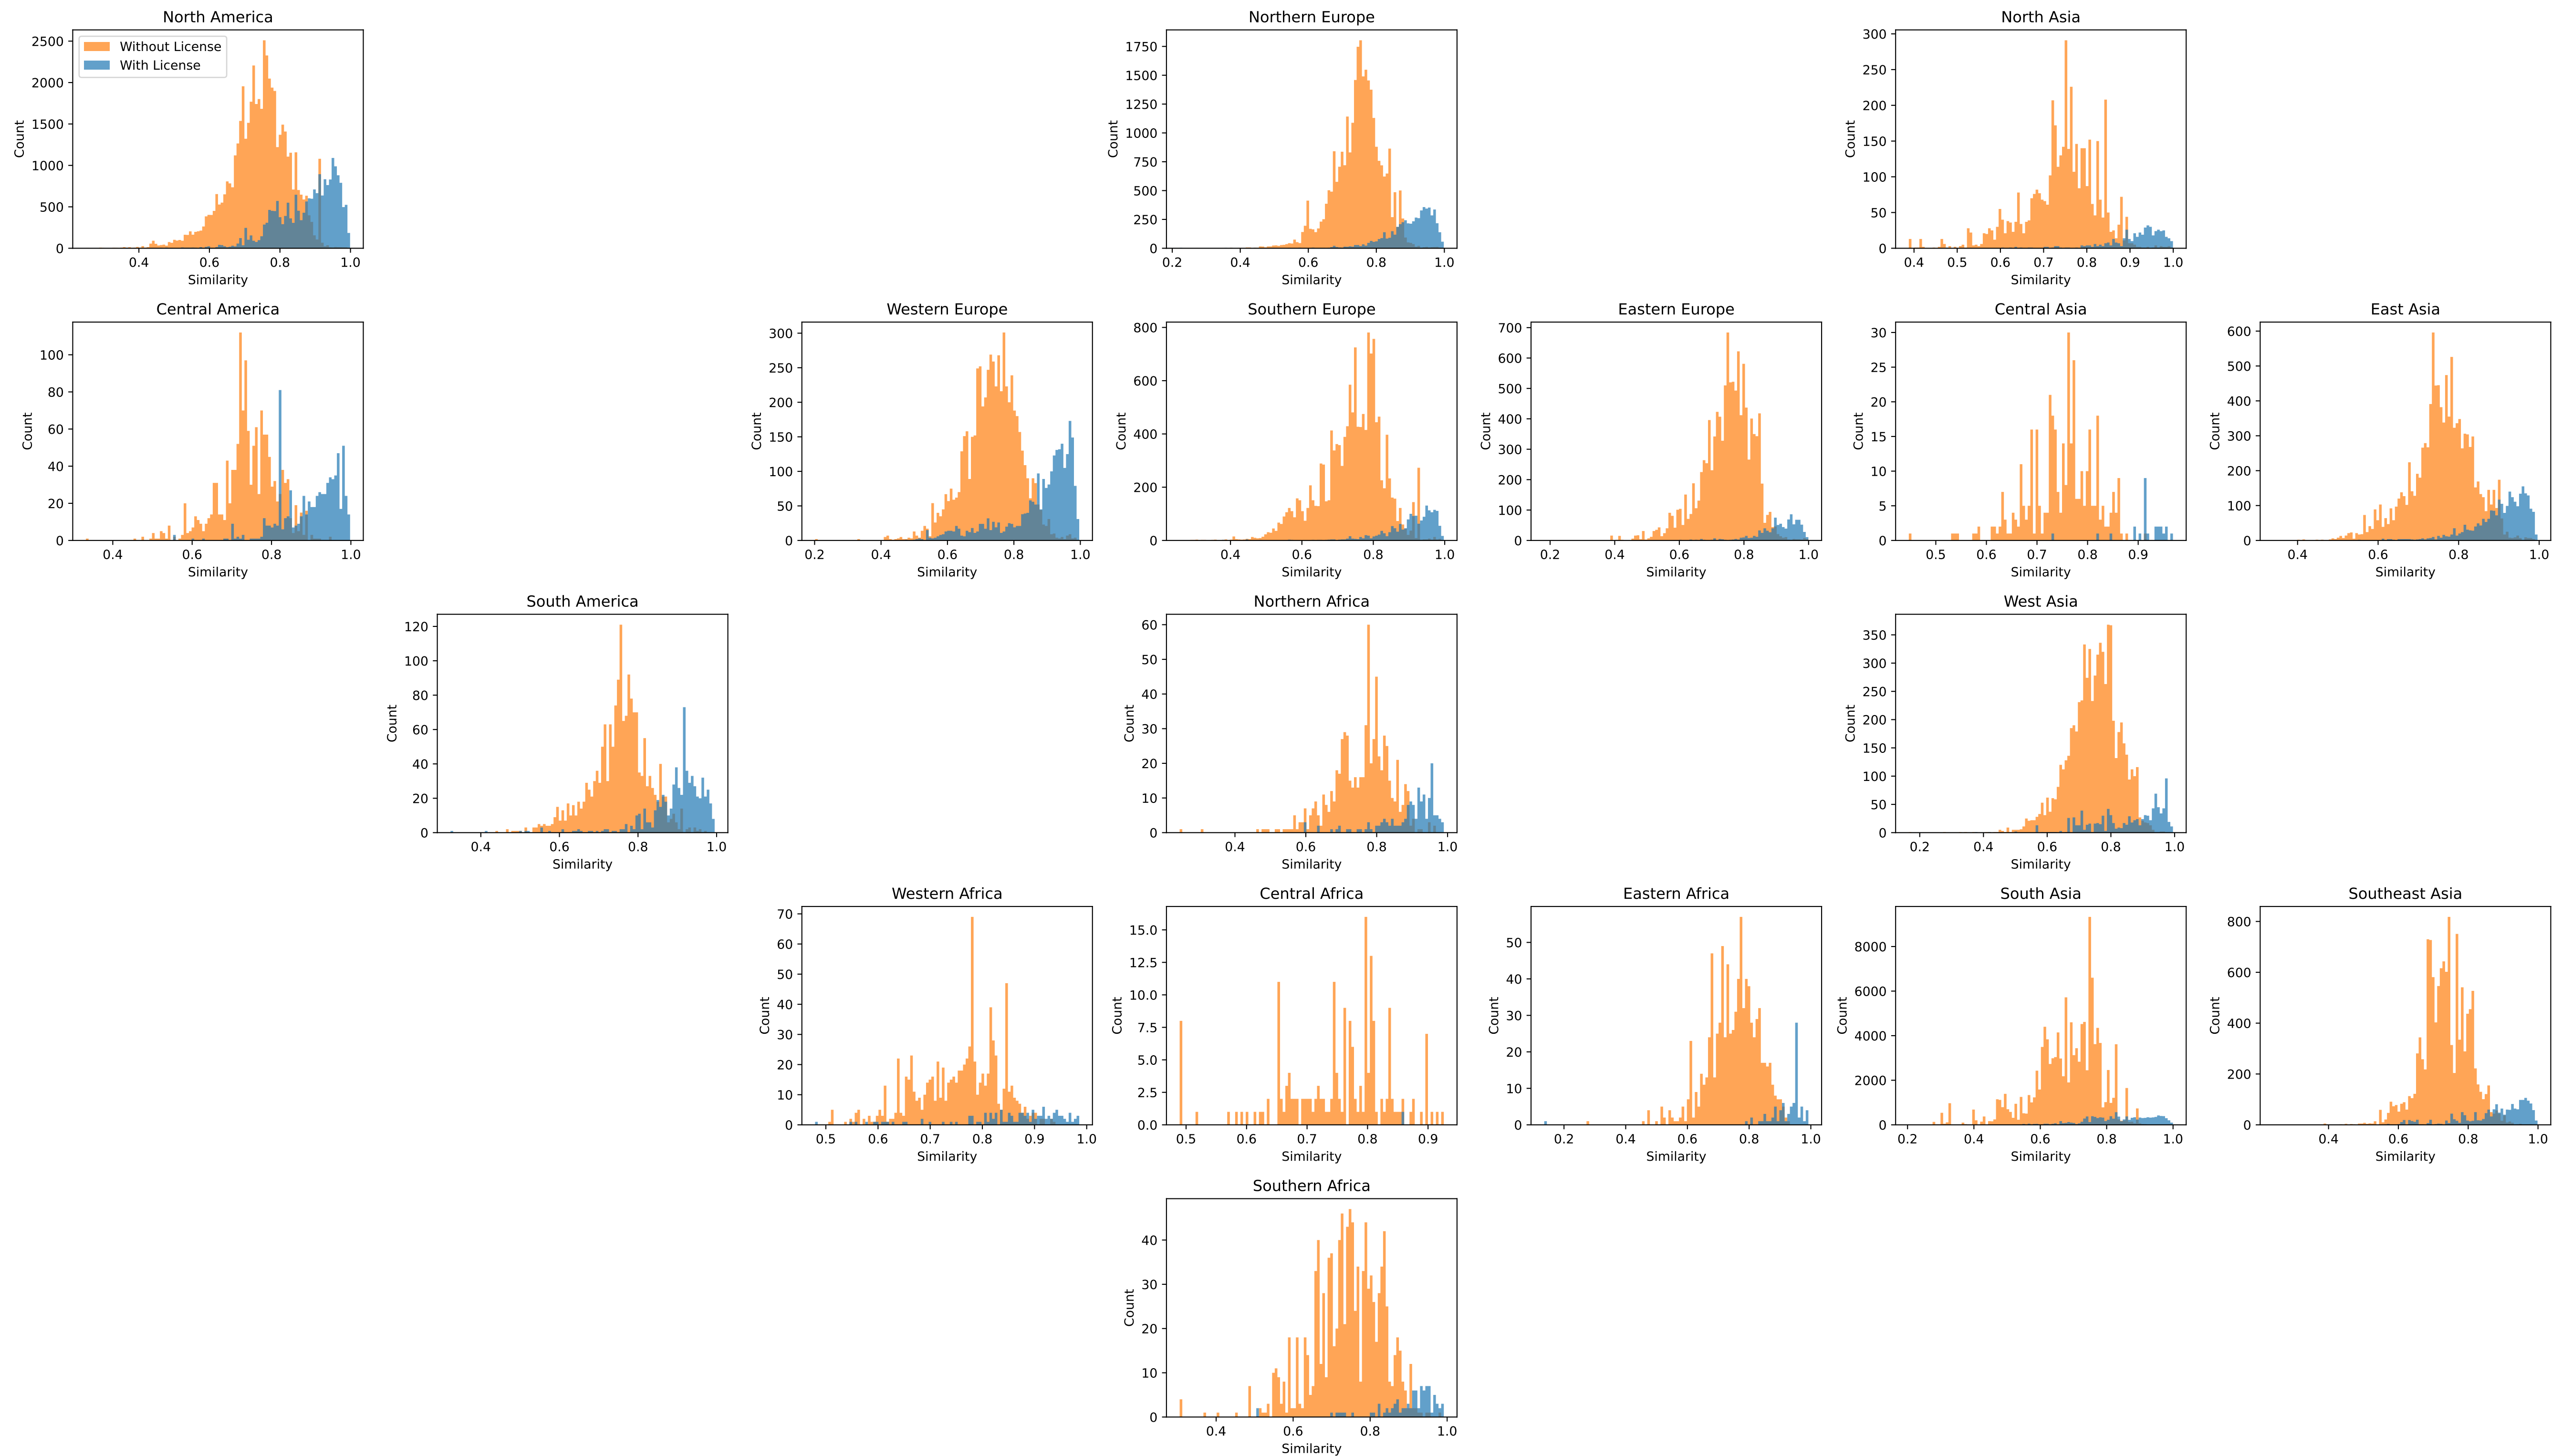 North America
2500
2000
1500
1000
500
0
0.4 0.6 0.8 1.0
Count
Similarity
Without License
With License
Northern Europe
1750
1500
1250
1000
750
500
250
0
0.2 0.4 0.6 0.8 1.0
Count
Similarity
North Asia
300
250
200
150
100
50
0
0.4 0.5 0.6 0.7 0.8 0.9 1.0
Count
Similarity
Central America
100
80
60
40
20
0
0.4 0.6 0.8 1.0
Count
Similarity
Western Europe
300
250
200
150
100
50
0
0.2 0.4 0.6 0.8 1.0
Count
Similarity
Southern Europe
800
600
400
200
0
0.4 0.6 0.8 1.0
Count
Similarity
Eastern Europe
700
600
500
400
300
200
100
0
0.2 0.4 0.6 0.8 1.0
Count
Similarity
Central Asia
30
25
20
15
10
5
0
0.5 0.6 0.7 0.8 0.9
Count
Similarity
East Asia
600
500
400
300
200
100
0
0.4 0.6 0.8 1.0
Count
Similarity
South America
120
100
80
60
40
20
0
0.4 0.6 0.8 1.0
Count
Similarity
Northern Africa
60
50
40
30
20
10
0
0.4 0.6 0.8 1.0
Count
Similarity
West Asia
350
300
250
200
150
100
50
0
0.2 0.4 0.6 0.8 1.0
Count
Similarity
Western Africa
70
60
50
40
30
20
10
0
0.5 0.6 0.7 0.8 0.9 1.0
Count
Similarity
Central Africa
15.0
12.5
10.0
7.5
5.0
2.5
0.0
0.5 0.6 0.7 0.8 0.9
Count
Similarity
Eastern Africa
50
40
30
20
10
0
0.2 0.4 0.6 0.8 1.0
Count
Similarity
South Asia
8000
6000
4000
2000
0
0.2 0.4 0.6 0.8 1.0
Count
Similarity
Southeast Asia
800
600
400
200
0
0.4 0.6 0.8 1.0
Count
Similarity
Southern Africa
40
30
20
10
0
0.4 0.6 0.8 1.0
Count
Similarity